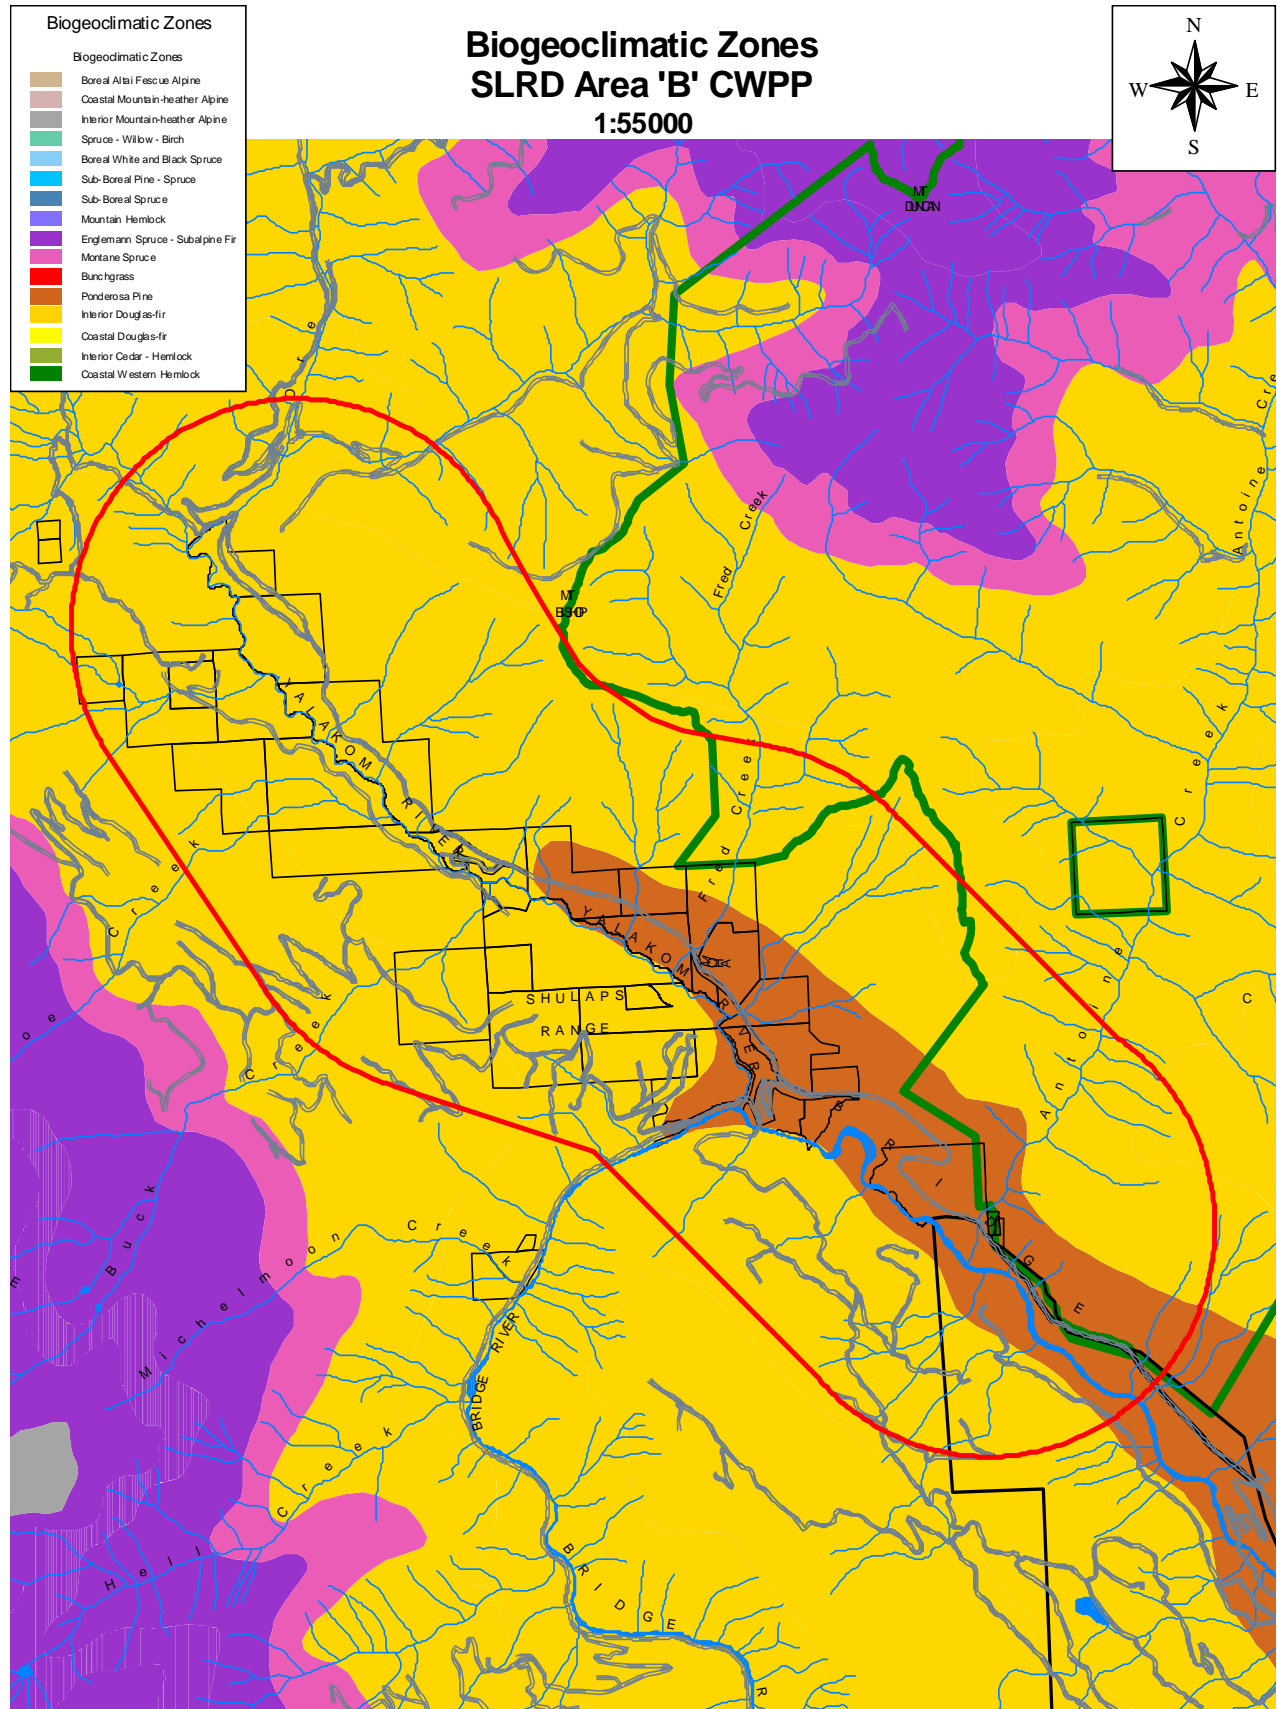 Biogeoclimatic Zones
Biogeoclimatic Zones
Boreal Altai Fescue Alpine
Coastal Mountain-heather Alpine
Interior Mountain-heather Alpine
Spruce - Willow - Birch
Boreal White and Black Spruce
Sub-Boreal Pine - Spruce
Sub-Boreal Spruce
Mountain Hemlock
Englemann Spruce - Subalpine Fir
Montane Spruce
Bunchgrass
Ponderosa Pine
Interior Douglas-fir
Coastal Douglas-fir
Interior Cedar - Hemlock
Coastal Western Hemlock
Biogeoclimatic Zones
SLRD Area 'B' CWPP
1:55000
N
W E
S
MT
DUNCAN
Cre
Antoine Creek
Fred Creek
MT
BISHOP
YALAKOM RIVER
Fred Creek
Creek
YALAKOM RIVER
SHULAPS
RANGE
Creek
Antoine
C
oe
Buck
Michelmoon Creek
BRIDGE
BRIDGE RIVER
Hell Creek
BRIDGE R